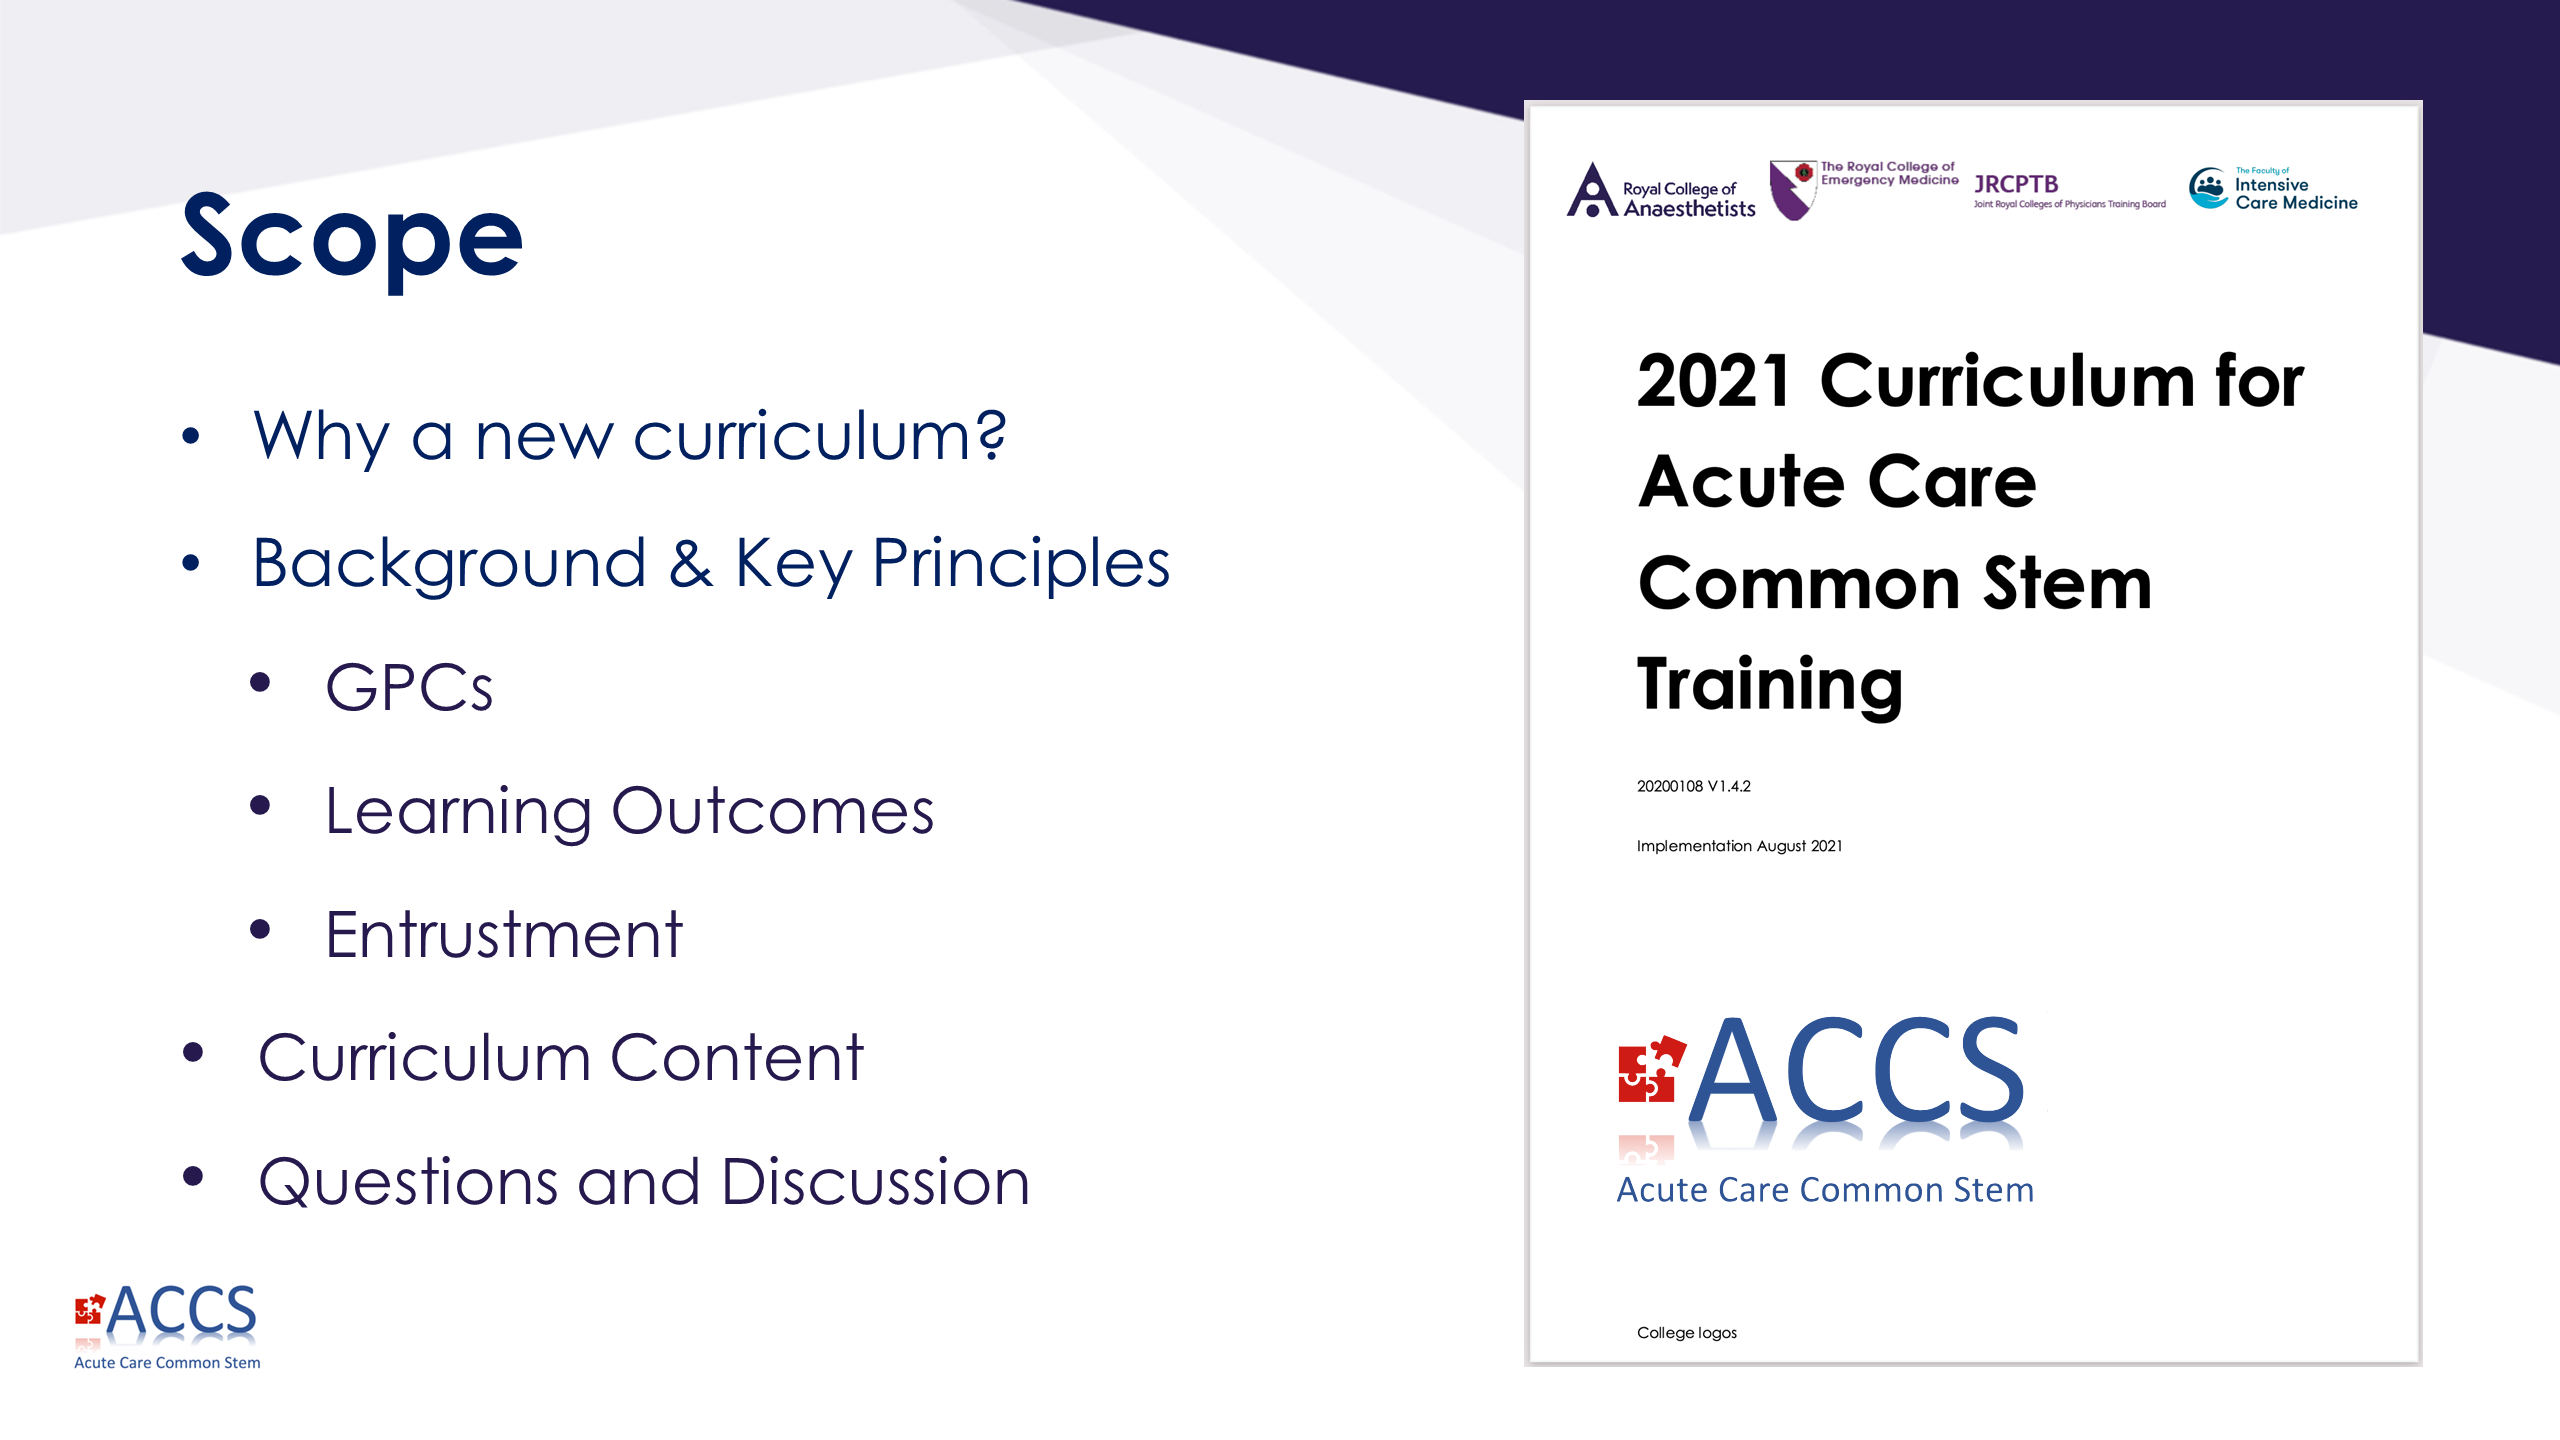 Scope
• Why a new curriculum?
• Background & Key Principles
• GPCs
• Learning Outcomes
• Entrustment
• Curriculum Content
• Questions and Discussion
ACCS
Acute Care Common Stem
Royal College of
Anaesthetists
The Royal College of
Emergency Medicine
JRCPTB
Joint Royal Colleges of Physicians Training Board
The Faculty of
Intensive
Care Medicine
2021 Curriculum for
Acute Care
Common Stem
Training
20200108 V1.4.2
Implementation August 2021
ACCS
Acute Care Common Stem
College logos